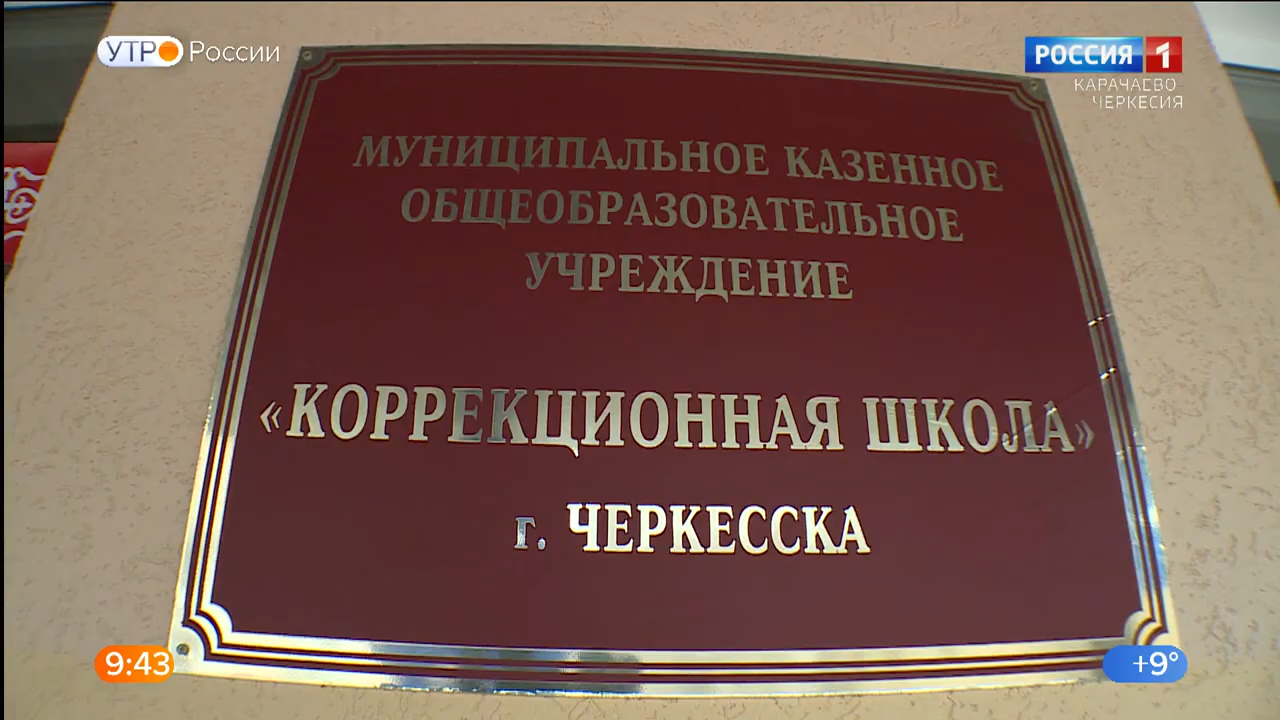 УТРО России
РОССИЯ 1
КАРАЧАЕВО
ЧЕРКЕСИЯ
МУНИЦИПАЛЬНОЕ КАЗЕННОЕ
ОБЩЕОБРАЗОВАТЕЛЬНОЕ
УЧРЕЖДЕНИЕ
«КОРРЕКЦИОННАЯ ШКОЛА»
г. ЧЕРКЕССКА
9:43
+9°